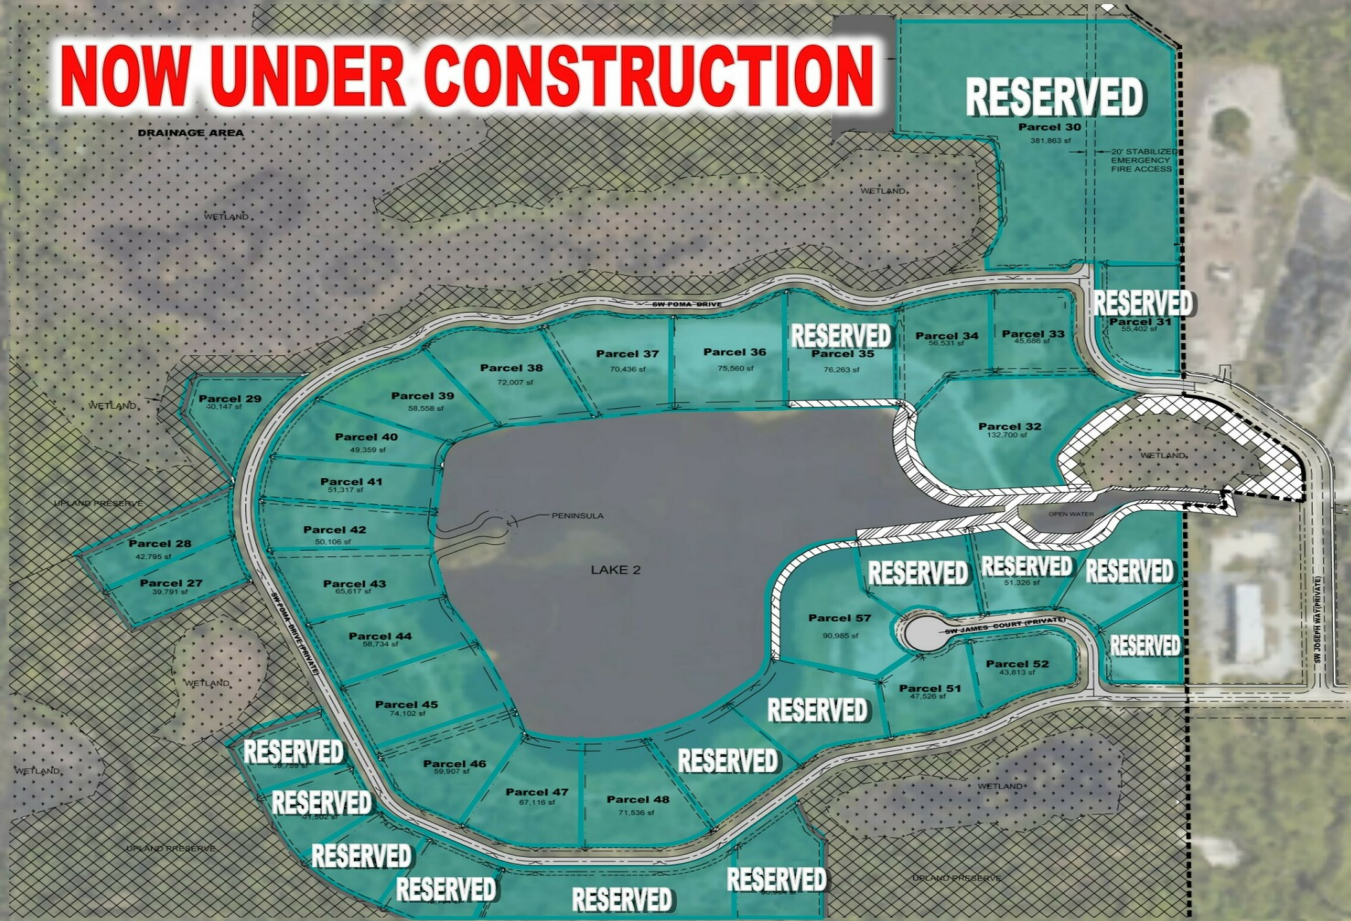 NOW UNDER CONSTRUCTION
DRAINAGE AREA
RESERVED
Parcel 30
381,863 sf
20' STABILIZED
EMERGENCY
FIRE ACCESS
WETLAND
WETLAND
SW POMA DRIVE
RESERVED
Parcel 31
55,402 sf
RESERVED
Parcel 35
76,263 sf
Parcel 34
56,531 sf
Parcel 33
45,686 sf
Parcel 36
75,560 sf
Parcel 37
70,436 sf
Parcel 38
72,007 sf
Parcel 39
58,558 sf
Parcel 29
40,147 sf
WETLAND
Parcel 32
132,700 sf
Parcel 40
49,359 sf
WETLAND
Parcel 41
51,317 sf
UPLAND PRESERVE
PENINSULA
OPEN WATER
Parcel 42
50,106 sf
Parcel 28
42,795 sf
LAKE 2
RESERVED
RESERVED
51,326 sf
RESERVED
Parcel 27
39,791 sf
Parcel 43
65,617 sf
SW POMA DRIVE (PRIVATE)
Parcel 57
90,985 sf
SW JAMES COURT (PRIVATE)
SW JOSEPH WAY (PRIVATE)
Parcel 44
58,734 sf
RESERVED
Parcel 52
43,813 sf
WETLAND
Parcel 51
47,526 sf
Parcel 45
74,102 sf
RESERVED
RESERVED
RESERVED
Parcel 46
59,907 sf
WETLAND
WETLAND
Parcel 47
67,116 sf
Parcel 48
71,536 sf
RESERVED
UPLAND PRESERVE
RESERVED
RESERVED
RESERVED
RESERVED
UPLAND PRESERVE